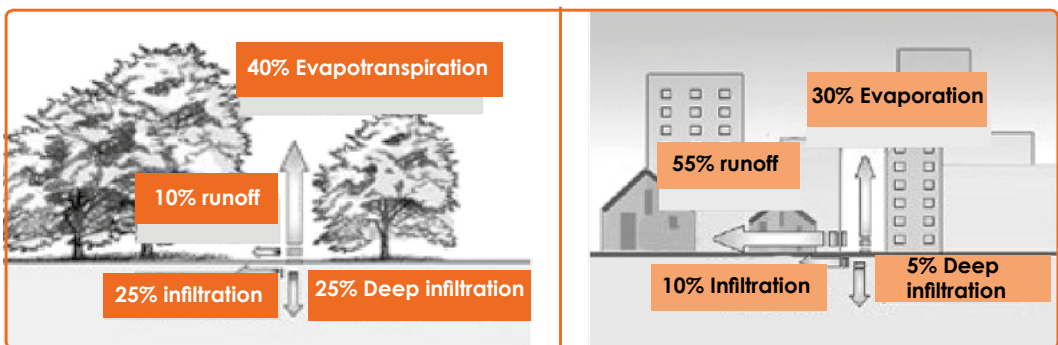 40% Evapotranspiration
10% runoff
25% infiltration
25% Deep infiltration
30% Evaporation
55% runoff
10% Infiltration
5% Deep
infiltration